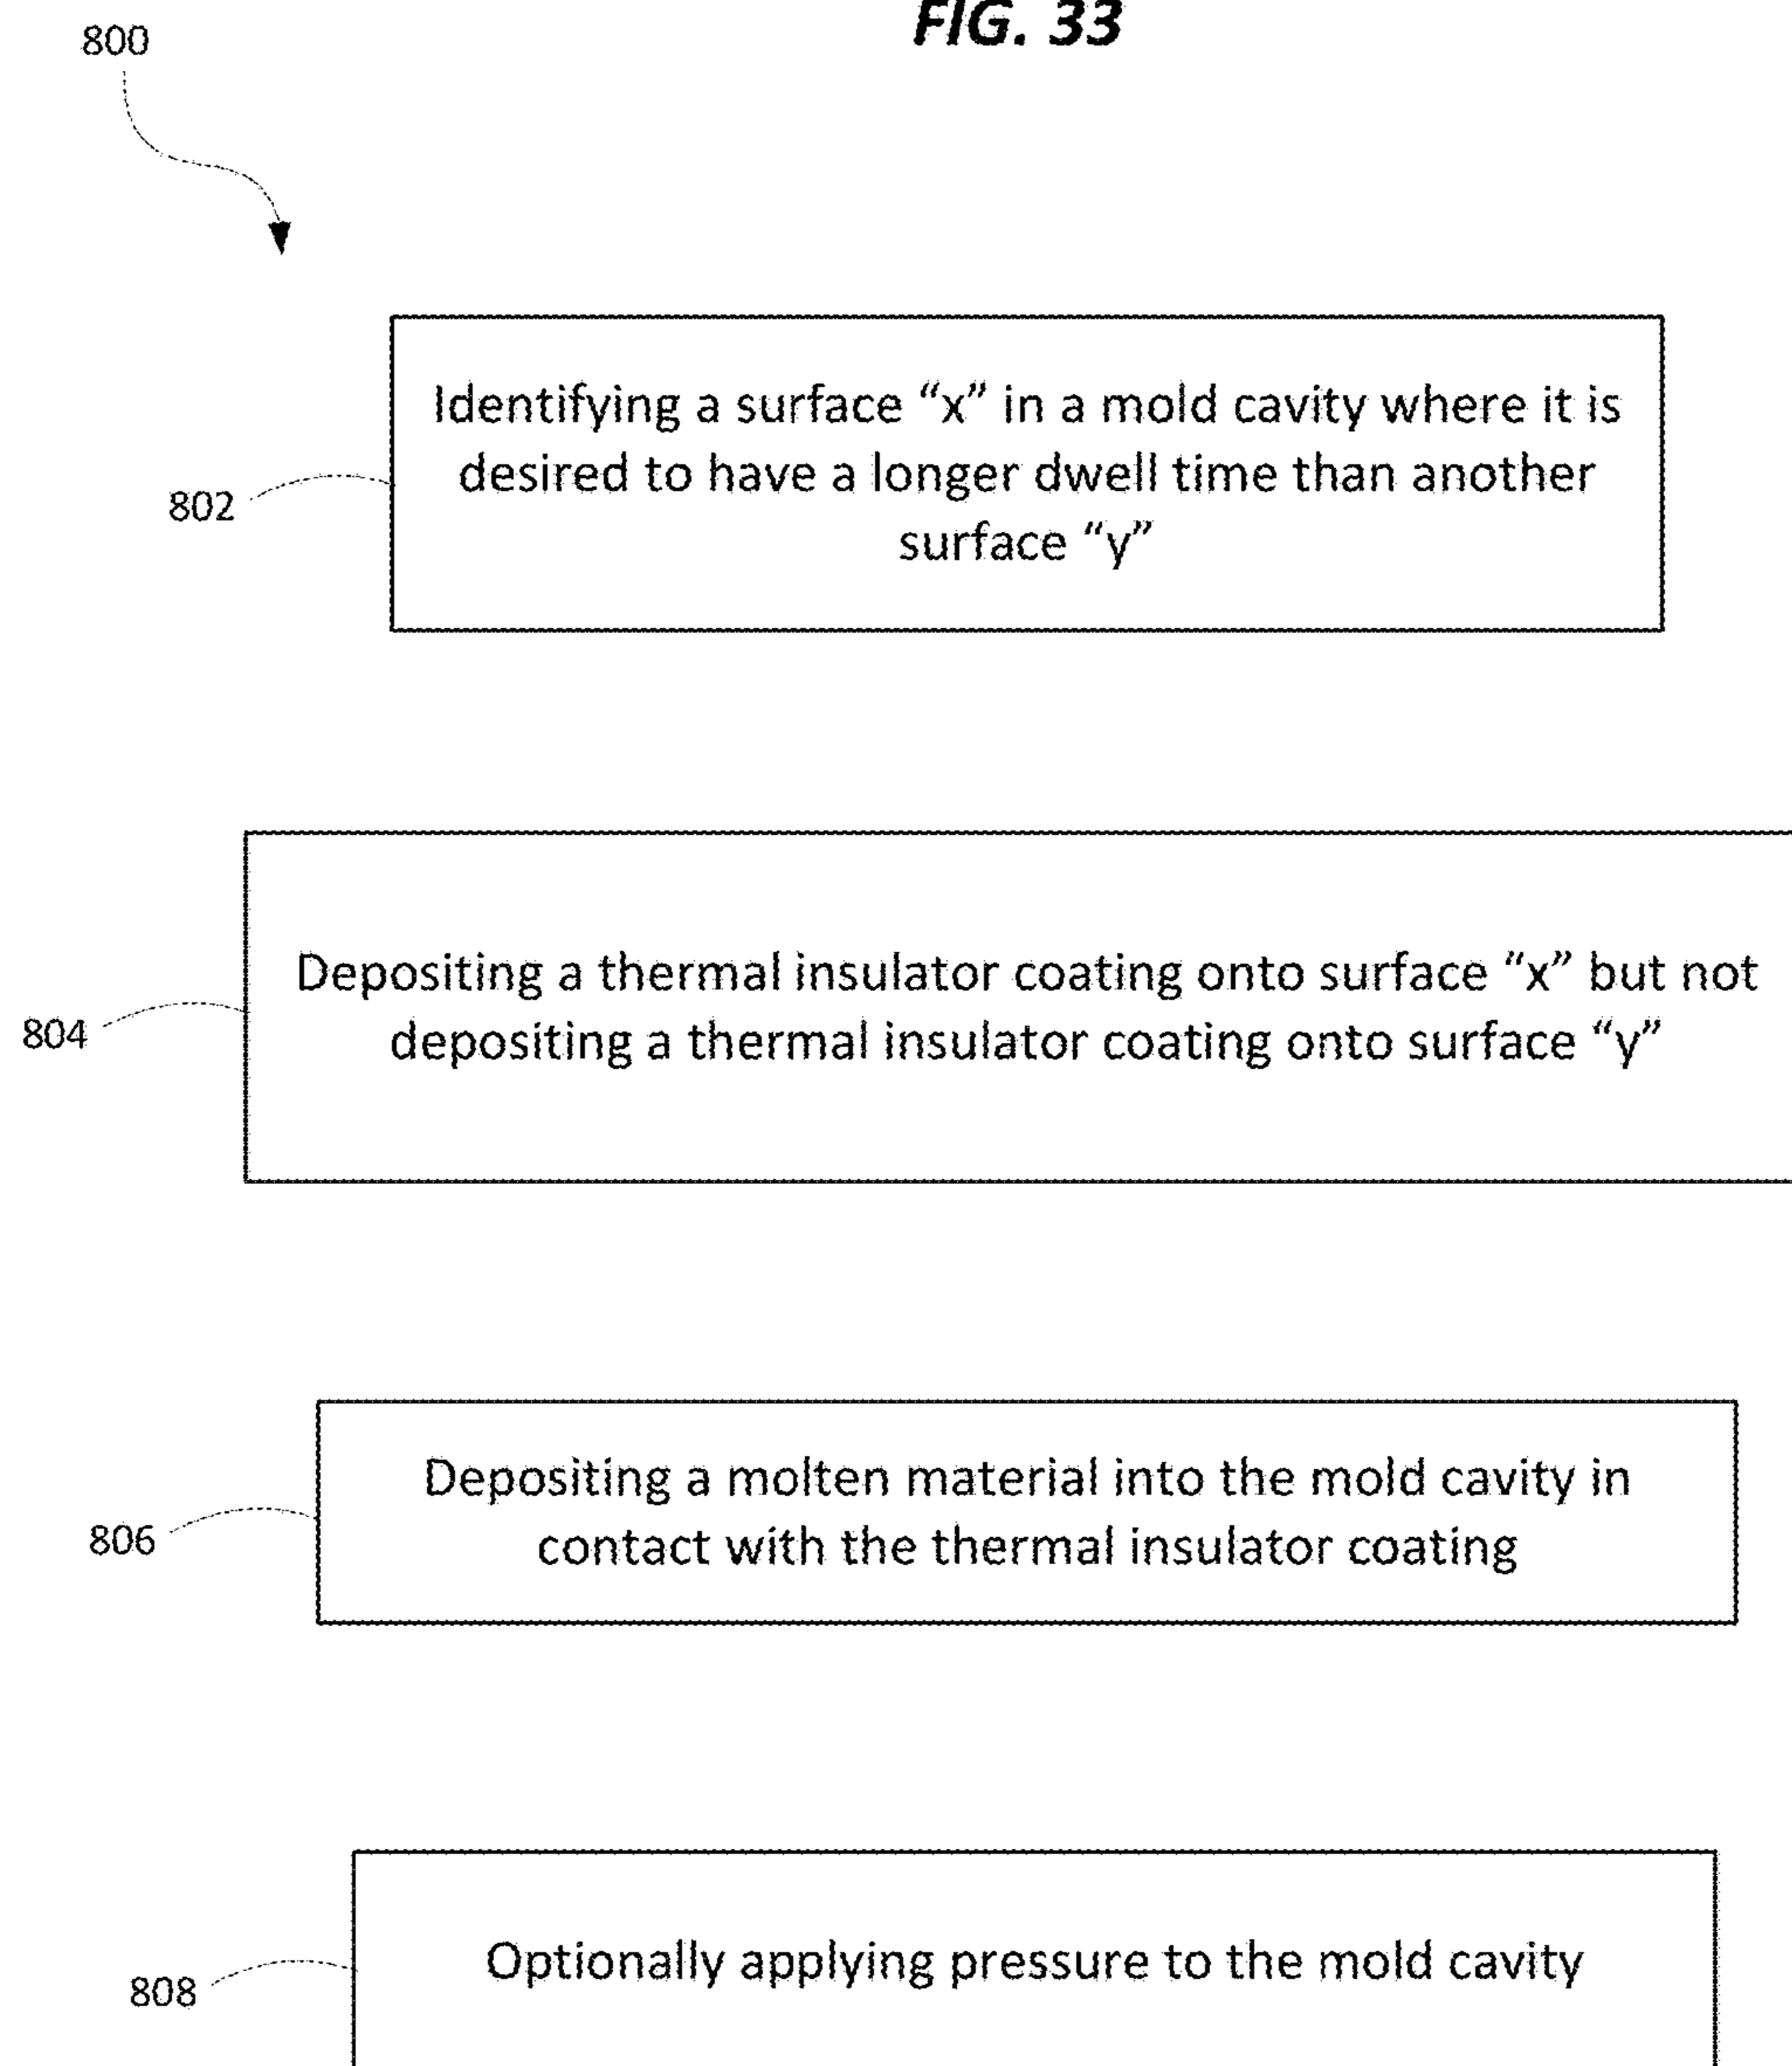 FIG. 33
800
Identifying a surface “x” in a mold cavity where it is
desired to have a longer dwell time than another
surface “y”
802
Depositing a thermal insulator coating onto surface “x” but not
depositing a thermal insulator coating onto surface “y”
804
Depositing a molten material into the mold cavity in
contact with the thermal insulator coating
806
Optionally applying pressure to the mold cavity
808